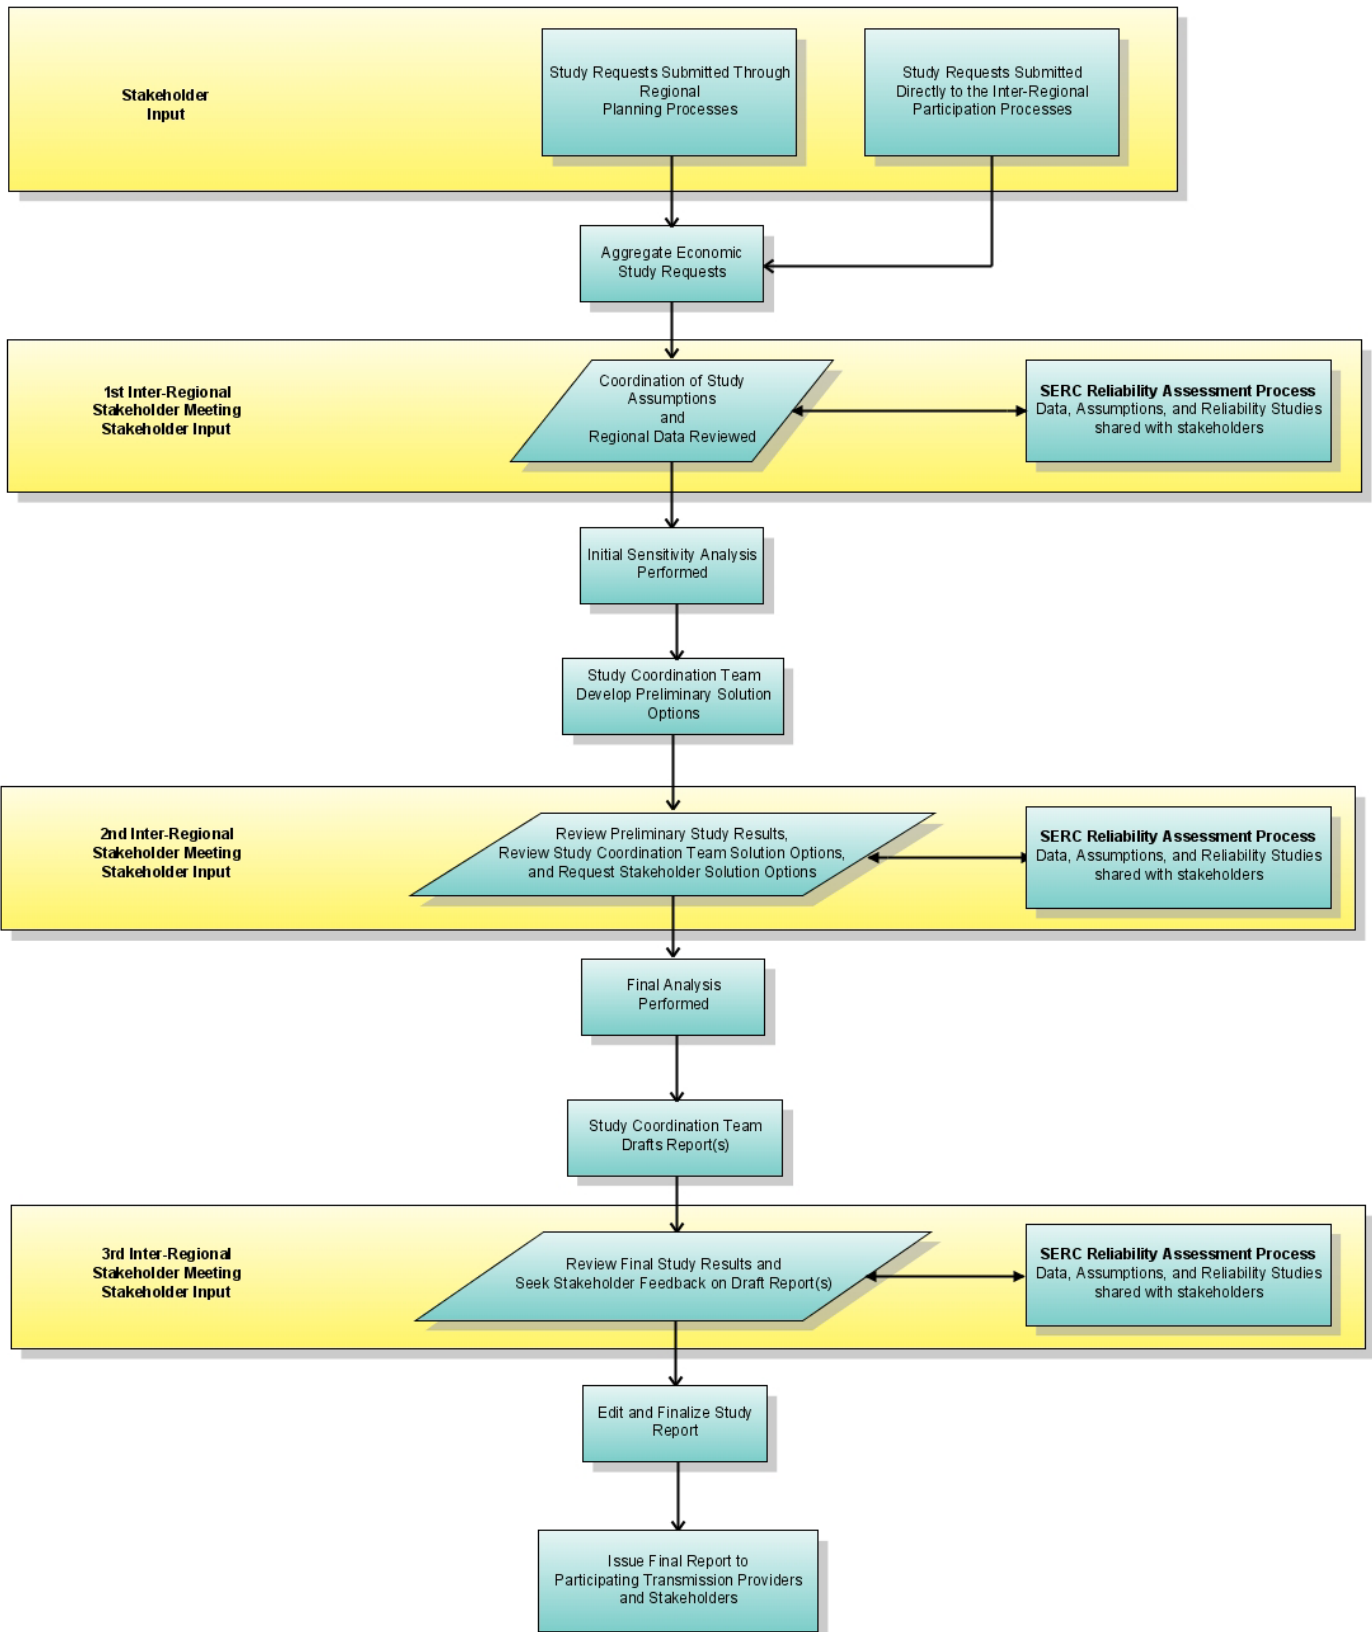 Stakeholder
Input
Study Requests Submitted Through
Regional
Planning Processes
Study Requests Submitted
Directly to the Inter-Regional
Participation Processes
Aggregate Economic
Study Requests
1st Inter-Regional
Stakeholder Meeting
Stakeholder Input
Coordination of Study
Assumptions
and
Regional Data Reviewed
SERC Reliability Assessment Process
Data, Assumptions, and Reliability Studies
shared with stakeholders
Initial Sensitivity Analysis
Performed
Study Coordination Team
Develop Preliminary Solution
Options
2nd Inter-Regional
Stakeholder Meeting
Stakeholder Input
Review Preliminary Study Results,
Review Study Coordination Team Solution Options,
and Request Stakeholder Solution Options
SERC Reliability Assessment Process
Data, Assumptions, and Reliability Studies
shared with stakeholders
Final Analysis
Performed
Study Coordination Team
Drafts Report(s)
3rd Inter-Regional
Stakeholder Meeting
Stakeholder Input
Review Final Study Results and
Seek Stakeholder Feedback on Draft Report(s)
SERC Reliability Assessment Process
Data, Assumptions, and Reliability Studies
shared with stakeholders
Edit and Finalize Study
Report
Issue Final Report to
Participating Transmission Providers
and Stakeholders